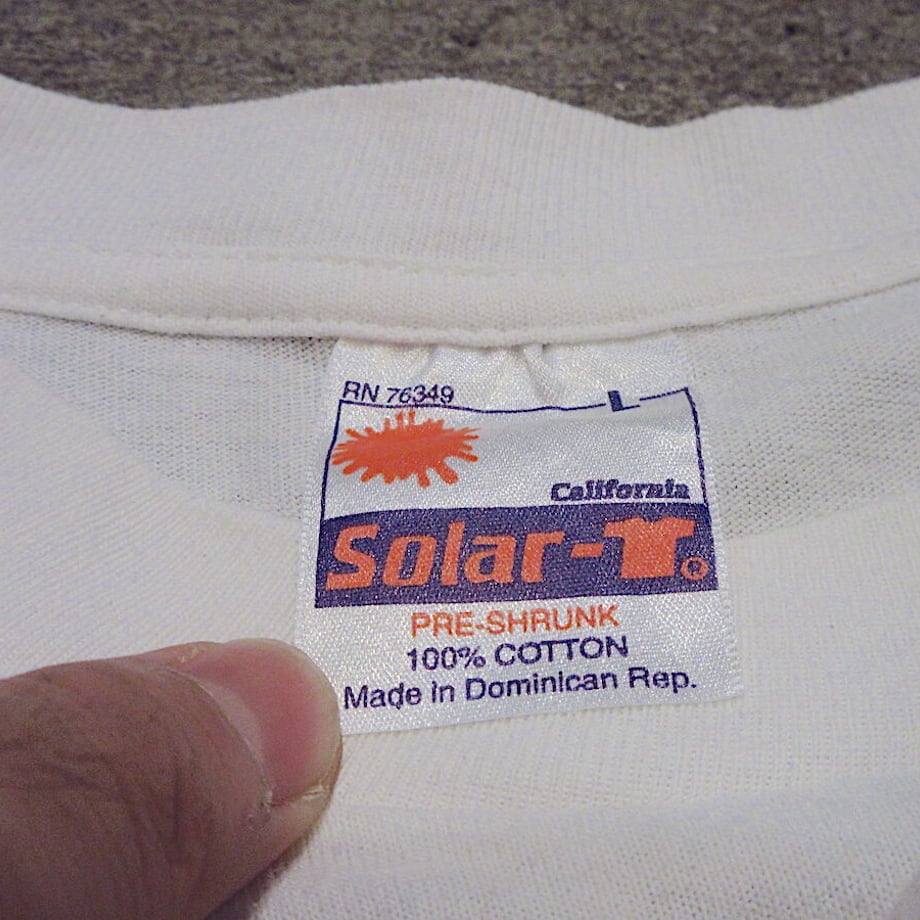 RN 76349 L
California
Solar-T®
PRE-SHRUNK
100% COTTON
Made in Dominican Rep.